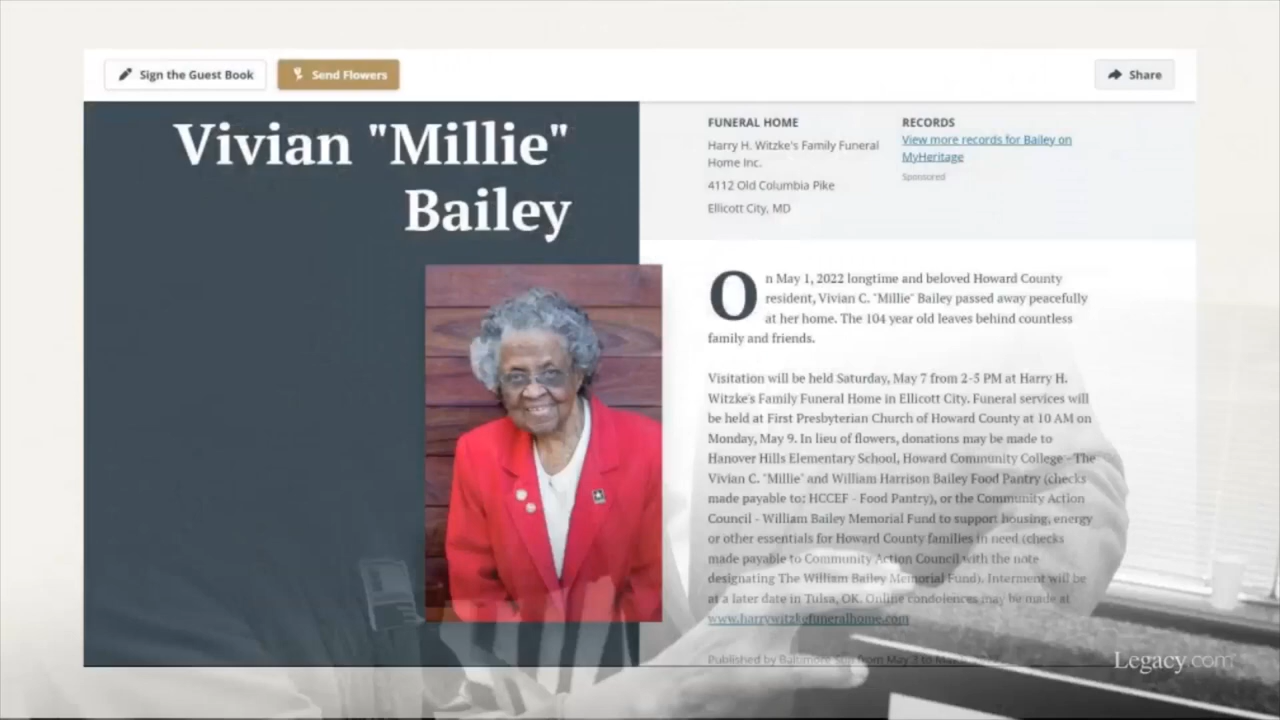 Sign the Guest Book
Send Flowers
Share
Vivian "Millie"
Bailey
FUNERAL HOME
Harry H. Witzke's Family Funeral
Home Inc.
4112 Old Columbia Pike
Ellicott City, MD
RECORDS
View more records for Bailey on
MyHeritage
Sponsored
On May 1, 2022 longtime and beloved Howard County
resident, Vivian C. "Millie" Bailey passed away peacefully
at her home. The 104 year old leaves behind countless
family and friends.
Visitation will be held Saturday, May 7 from 2-5 PM at Harry H.
Witzke's Family Funeral Home in Ellicott City. Funeral services will
be held at First Presbyterian Church of Howard County at 10 AM on
Monday, May 9. In lieu of flowers, donations may be made to
Hanover Hills Elementary School, Howard Community College - The
Vivian C. "Millie" and William Harrison Bailey Food Pantry (checks
made payable to: HCCEF - Food Pantry), or the Community Action
Council - William Bailey Memorial Fund to support housing, energy
or other essentials for Howard County families in need (checks
made payable to Community Action Council with the note
designating The William Bailey Memorial Fund). Interment will be
at a later date in Tulsa, OK. Online condolences may be made at
www.harrywitzkefuneralhome.com
Published by Baltimore Sun from May 3 to
Legacy.com